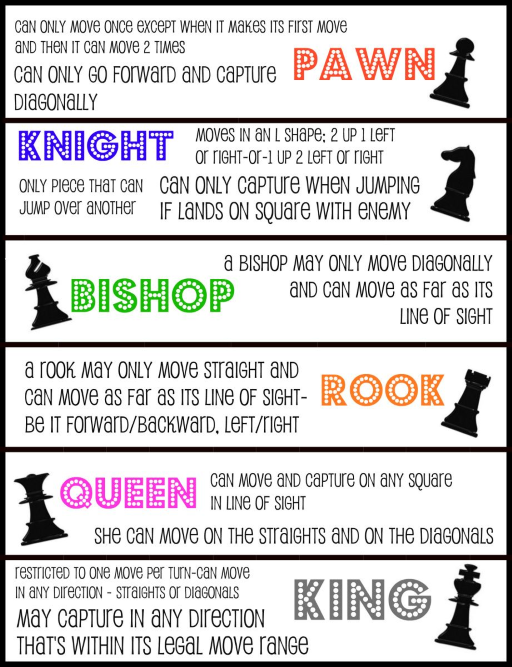 CAN ONLY MOVE ONCE EXCEPT WHEN IT MAKES ITS FIRST MOVE
AND THEN IT CAN MOVE 2 TIMES
CAN ONLY GO FORWARD AND CAPTURE
DIAGONALLY
PAWN
KNIGHT
MOVES IN AN L SHAPE; 2 UP 1 LEFT
OR RIGHT-OR-1 UP 2 LEFT OR RIGHT
ONLY PIECE THAT CAN
JUMP OVER ANOTHER
CAN ONLY CAPTURE WHEN JUMPING
IF LANDS ON SQUARE WITH ENEMY
BISHOP
A BISHOP MAY ONLY MOVE DIAGONALLY
AND CAN MOVE AS FAR AS ITS
LINE OF SIGHT
A ROOK MAY ONLY MOVE STRAIGHT AND
CAN MOVE AS FAR AS ITS LINE OF SIGHT-
BE IT FORWARD/BACKWARD, LEFT/RIGHT
ROOK
QUEEN
CAN MOVE AND CAPTURE ON ANY SQUARE
IN LINE OF SIGHT
SHE CAN MOVE ON THE STRAIGHTS AND ON THE DIAGONALS
RESTRICTED TO ONE MOVE PER TURN-CAN MOVE
IN ANY DIRECTION - STRAIGHTS OR DIAGONALS
MAY CAPTURE IN ANY DIRECTION
THAT'S WITHIN ITS LEGAL MOVE RANGE
KING